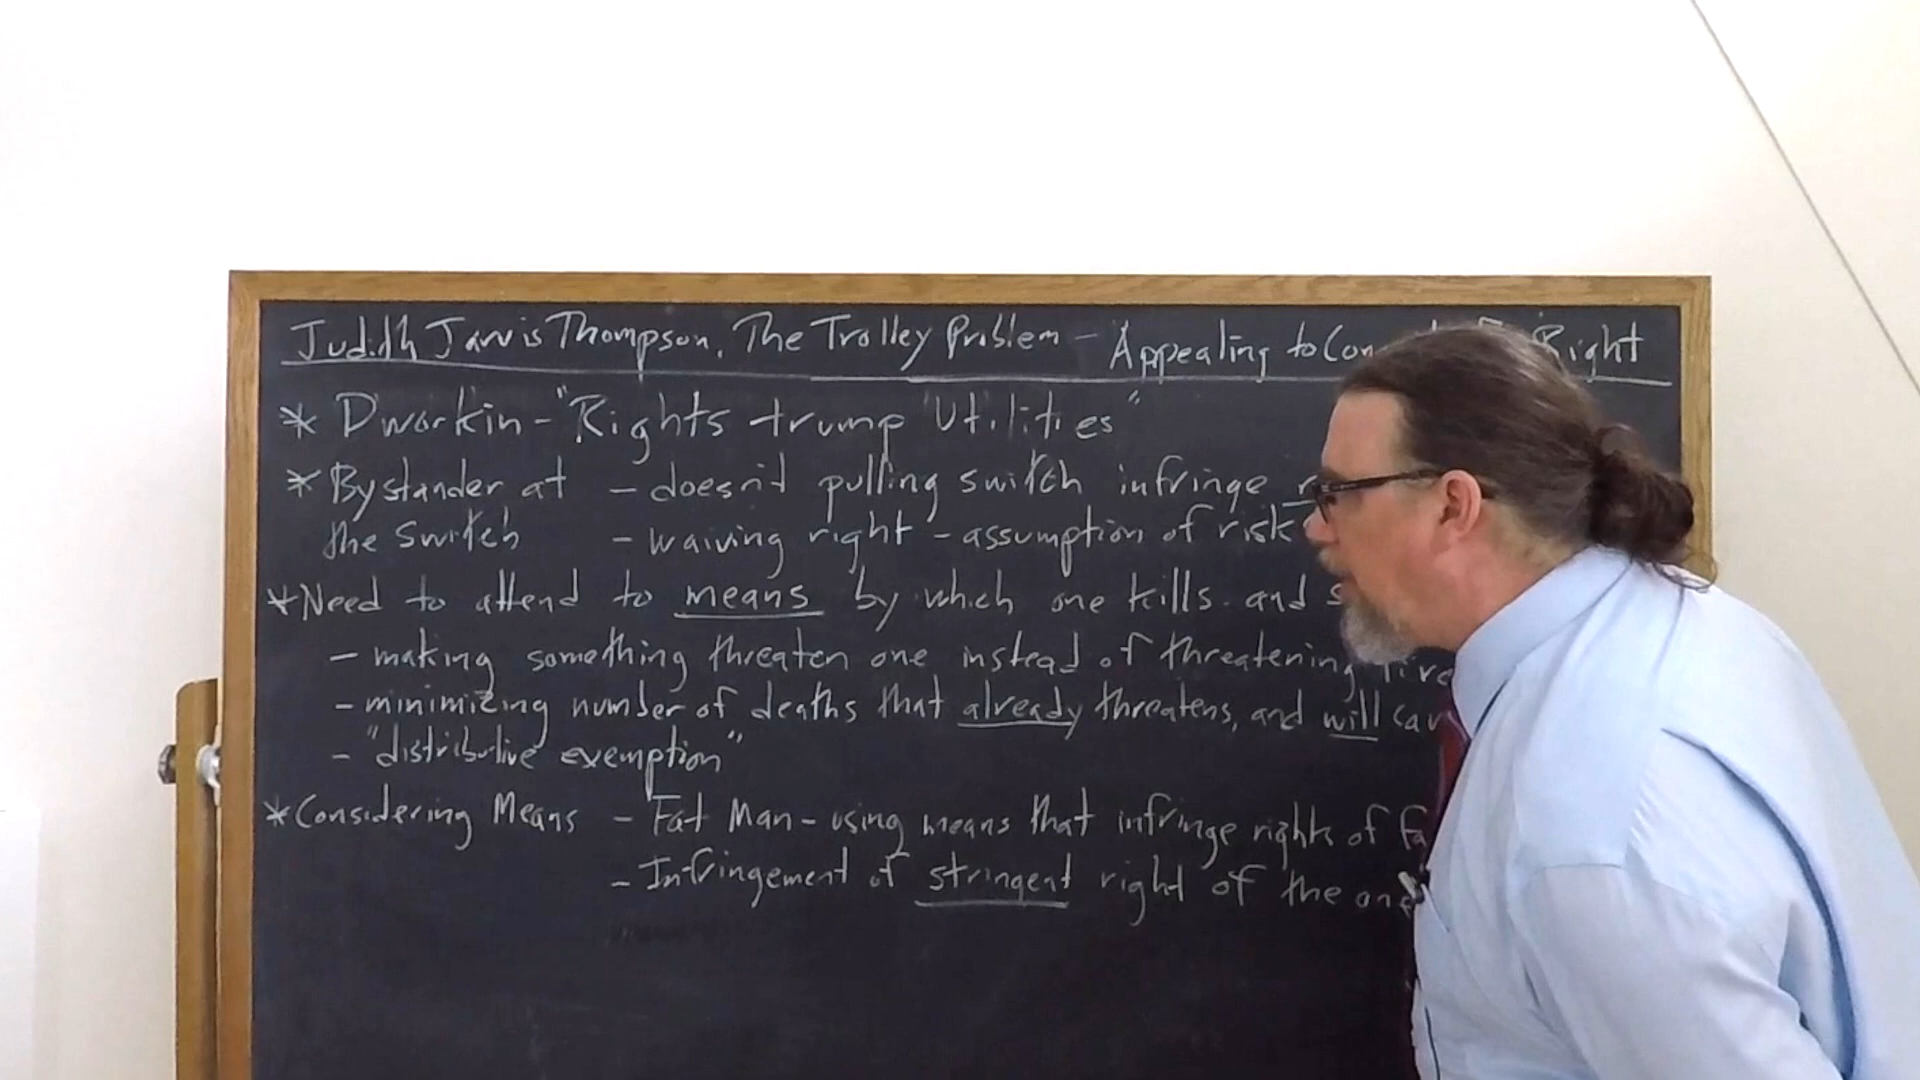 Judith Jarvis Thompson, The Trolley Problem - Appealing to Right
* Dworkin - "Rights trump Utilities"
* Bystander at - doesn't pulling switch infringe
the switch - waiving right - assumption of risk
* Need to attend to means by which one kills and
- making something threaten one instead of threatening five
- minimizing number of deaths that already threatens, and will
- "distributive exemption"
* Considering Means - Fat Man - using means that infringe rights of
- Infringement of stringent right of the one